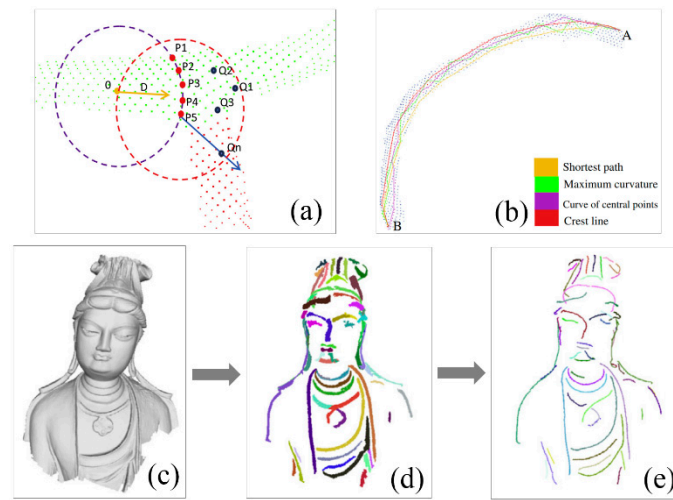 P1
P2
Q2
P3
Q1
θ
D
P4
Q3
P5
Qn
(a)
A
B
Shortest path
Maximum curvature
Curve of central points
Crest line
(b)
(c)
(d)
(e)